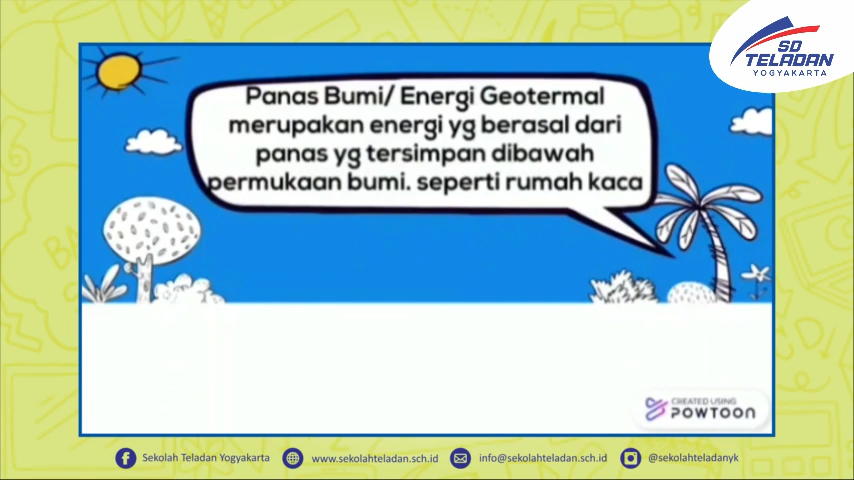 SD
TELADAN
YOGYAKARTA
Panas Bumi/ Energi Geotermal
merupakan energi yg berasal dari
panas yg tersimpan dibawah
permukaan bumi. seperti rumah kaca
CREATED USING
POWTOON
Sekolah Teladan Yogyakarta
www.sekolahteladan.sch.id
info@sekolahteladan.sch.id
@sekolahteladanyk